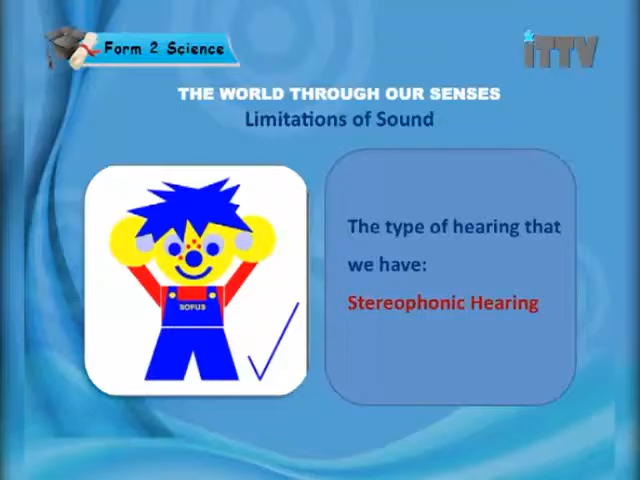 Form 2 Science
iTTV
THE WORLD THROUGH OUR SENSES
Limitations of Sound
The type of hearing that
we have:
Stereophonic Hearing
SOFUS